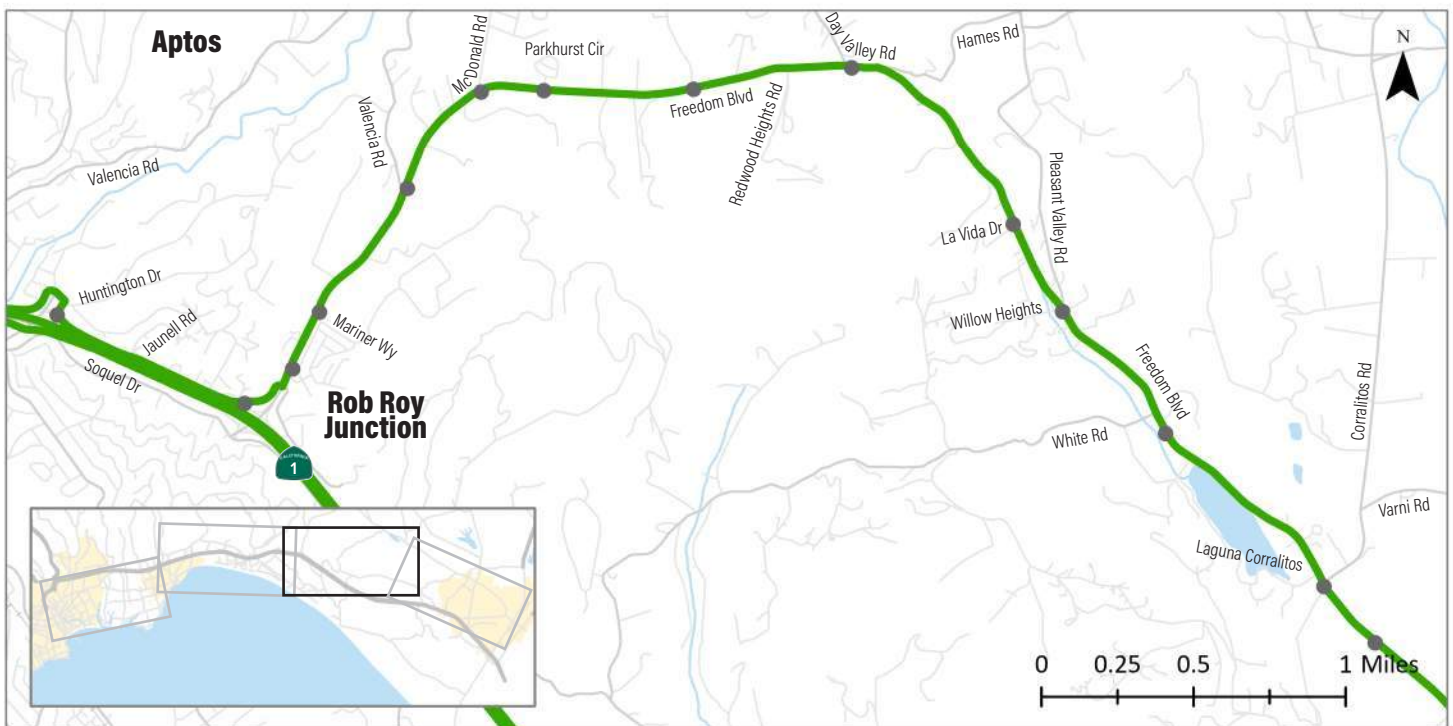 Aptos
McDonald Rd
Parkhurst Cir
Day Valley Rd
Hames Rd
N
Valencia Rd
Valencia Rd
Freedom Blvd
Redwood Heights Rd
Pleasant Valley Rd
La Vida Dr
Huntington Dr
Jaunell Rd
Soquel Dr
Mariner Wy
Willow Heights
Freedom Blvd
Corralitos Rd
Rob Roy
Junction
White Rd
CALIFORNIA
1
Varni Rd
Laguna Corralitos
0 0.25 0.5 1 Miles